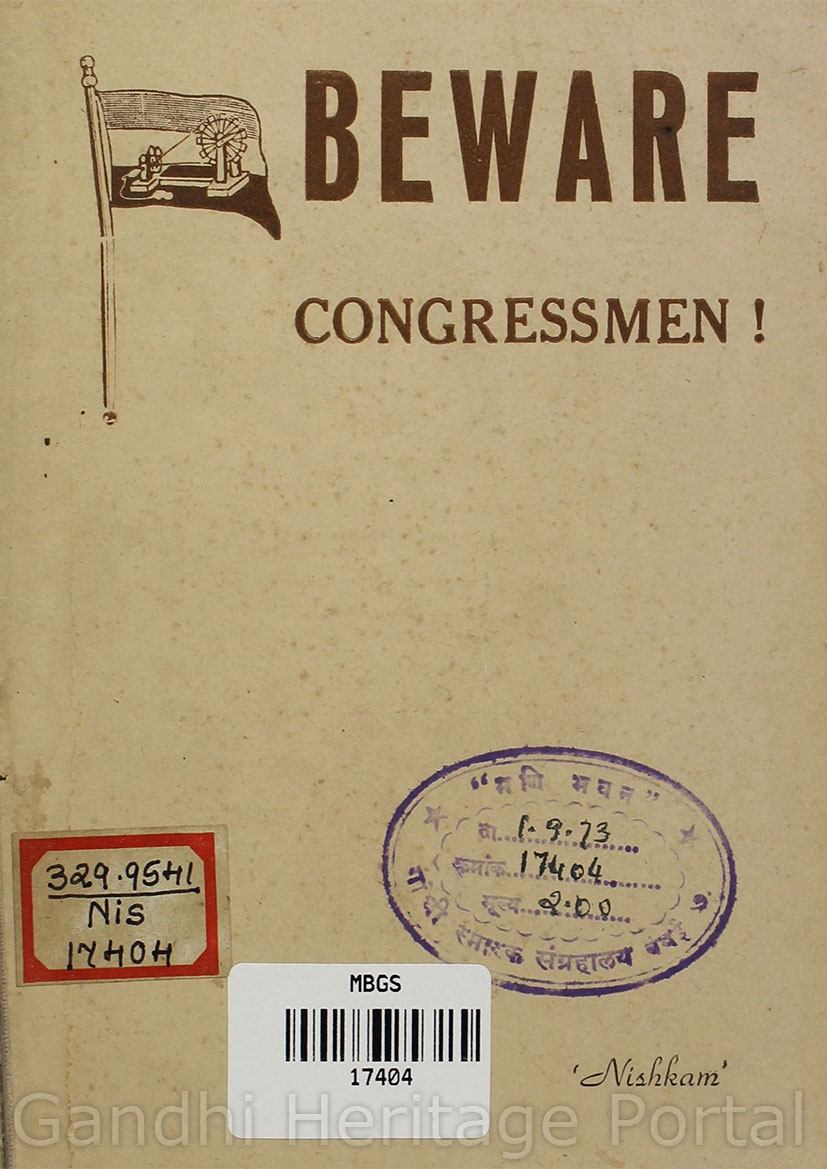 BEWARE
CONGRESSMEN !
"मणि भवन"
ता. 1.9.73
क्रमांक 17404.
मूल्य 2.00
गांधी स्मारक संग्रहालय बंबई
329.9541
Nis
17404
MBGS
17404
'Nishkam'
Gandhi Heritage Portal